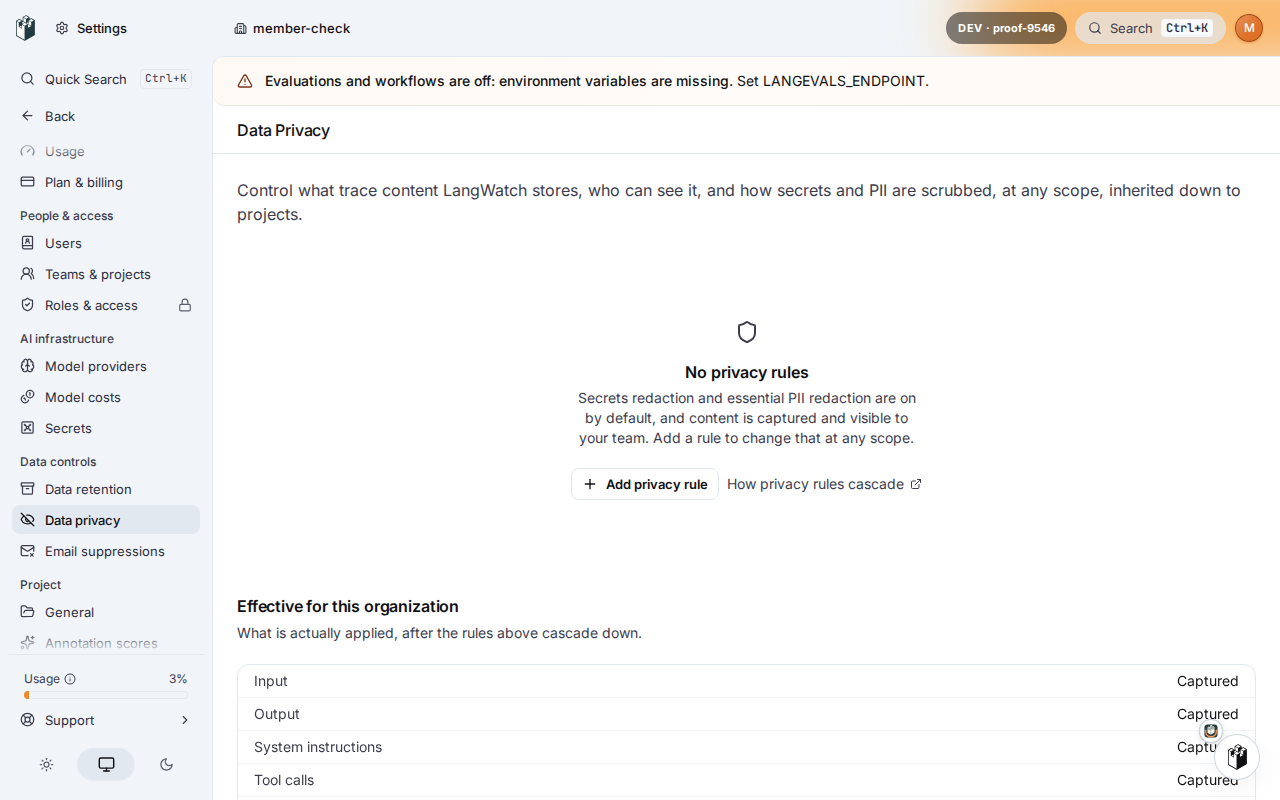 Settings
member-check
DEV · proof-9546
Search Ctrl+K
M
Quick Search Ctrl+K
Back
Usage
Plan & billing
People & access
Users
Teams & projects
Roles & access
AI infrastructure
Model providers
Model costs
Secrets
Data controls
Data retention
Data privacy
Email suppressions
Project
General
Annotation scores
Usage 3%
Support
Evaluations and workflows are off: environment variables are missing. Set LANGEVALS_ENDPOINT.
Data Privacy
Control what trace content LangWatch stores, who can see it, and how secrets and PII are scrubbed, at any scope, inherited down to
projects.
No privacy rules
Secrets redaction and essential PII redaction are on
by default, and content is captured and visible to
your team. Add a rule to change that at any scope.
Add privacy rule
How privacy rules cascade
Effective for this organization
What is actually applied, after the rules above cascade down.
Input Captured
Output Captured
System instructions Captu
Tool calls Captured